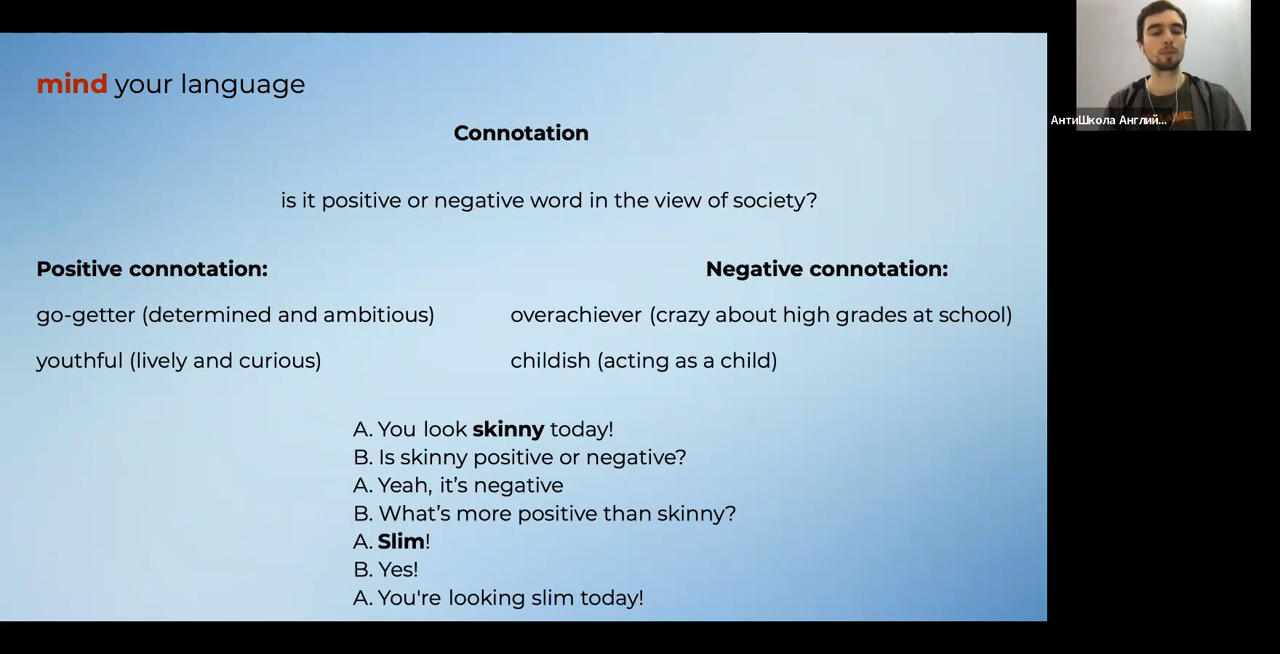 mind your language
Connotation
is it positive or negative word in the view of society?
Positive connotation:
Negative connotation:
go-getter (determined and ambitious)
overachiever (crazy about high grades at school)
youthful (lively and curious)
childish (acting as a child)
A. You look skinny today!
B. Is skinny positive or negative?
A. Yeah, it’s negative
B. What’s more positive than skinny?
A. Slim!
B. Yes!
A. You're looking slim today!
АнтиШкола Англий...